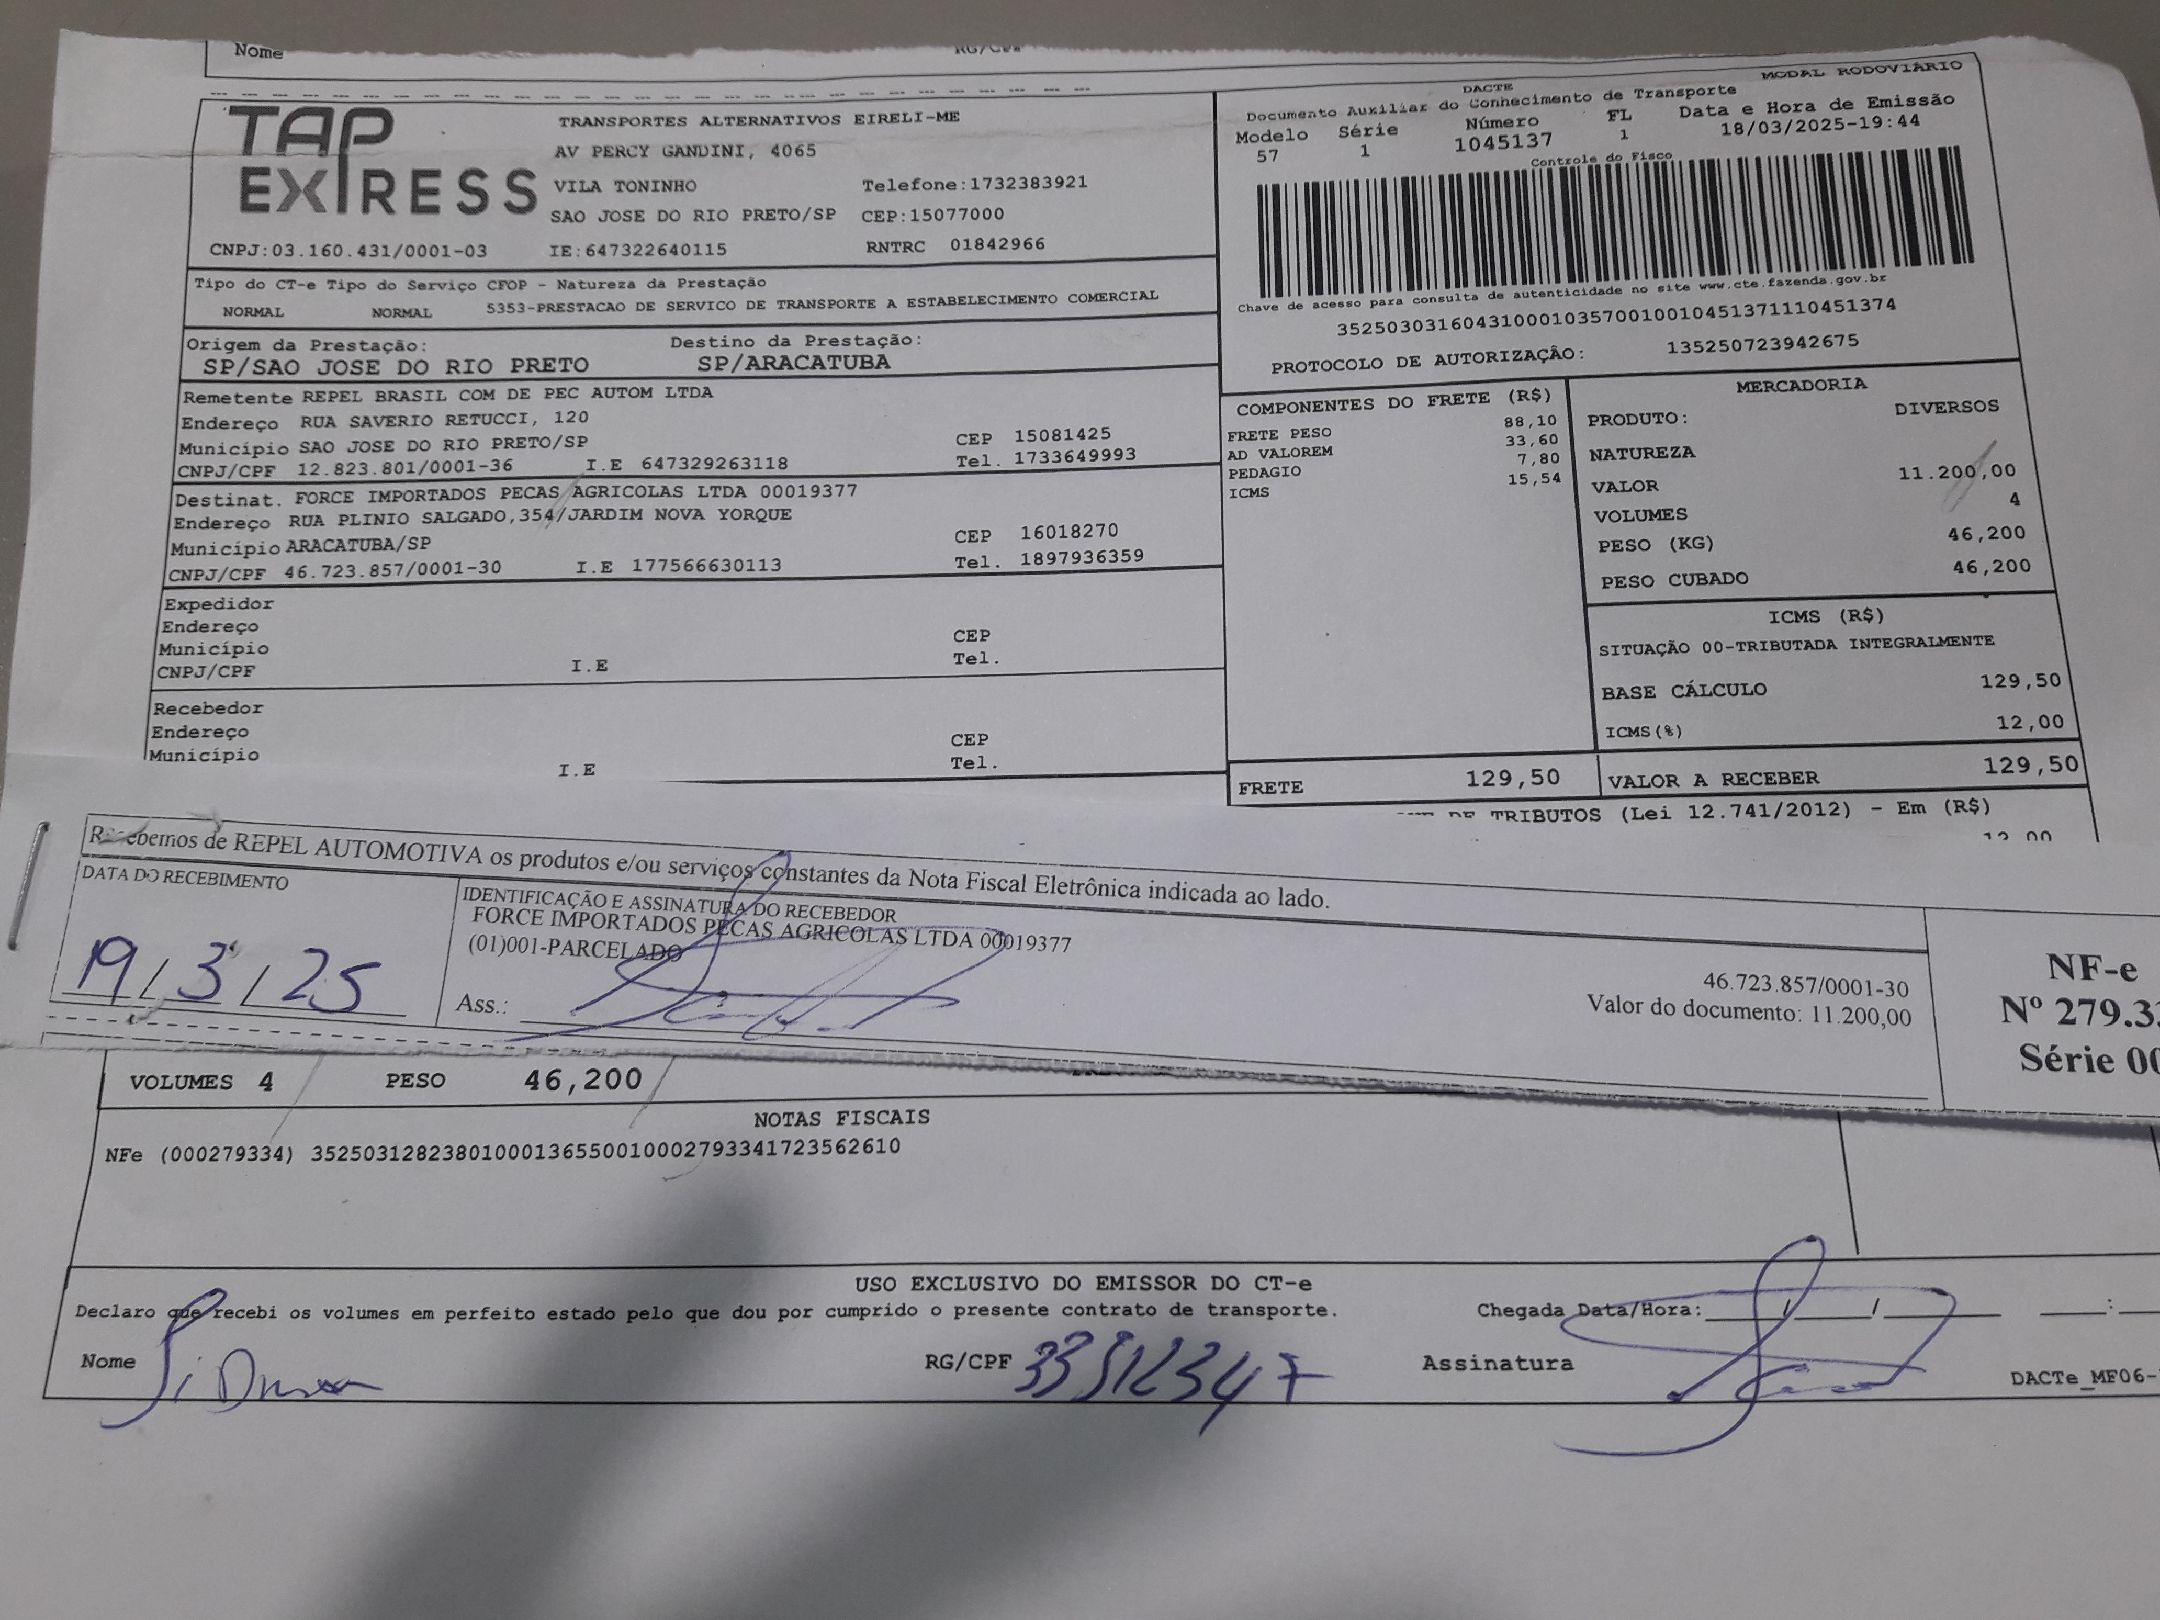 Nome
TAP EXPRESS
TRANSPORTES ALTERNATIVOS EIRELI-ME
AV PERCY GANDINI, 4065
VILA TONINHO Telefone:1732383921
SAO JOSE DO RIO PRETO/SP CEP:15077000
CNPJ:03.160.431/0001-03 IE:647322640115 RNTRC 01842966
MODAL RODOVIÁRIO
DACTE
Documento Auxiliar do Conhecimento de Transporte
Modelo Série Número FL Data e Hora de Emissão
57 1 1045137 1 18/03/2025-19:44
Controle do Fisco
Chave de acesso para consulta de autenticidade no site www.cte.fazenda.gov.br
35250303160431000103570010010451371110451374
PROTOCOLO DE AUTORIZAÇÃO: 135250723942675
Tipo do CT-e Tipo do Serviço CFOP - Natureza da Prestação
NORMAL NORMAL 5353-PRESTACAO DE SERVICO DE TRANSPORTE A ESTABELECIMENTO COMERCIAL
Origem da Prestação: Destino da Prestação:
SP/SAO JOSE DO RIO PRETO SP/ARACATUBA
Remetente REPEL BRASIL COM DE PEC AUTOM LTDA
Endereço RUA SAVERIO RETUCCI, 120
Município SAO JOSE DO RIO PRETO/SP CEP 15081425
CNPJ/CPF 12.823.801/0001-36 I.E 647329263118 Tel. 1733649993
Destinat. FORCE IMPORTADOS PECAS AGRICOLAS LTDA 00019377
Endereço RUA PLINIO SALGADO,354/JARDIM NOVA YORQUE
Município ARACATUBA/SP CEP 16018270
CNPJ/CPF 46.723.857/0001-30 I.E 177566630113 Tel. 1897936359
Expedidor
Endereço
Município CEP
CNPJ/CPF I.E Tel.
Recebedor
Endereço
Município CEP
I.E Tel.
COMPONENTES DO FRETE (R$)
FRETE PESO 88,10
AD VALOREM 33,60
PEDAGIO 7,80
ICMS 15,54
MERCADORIA
PRODUTO: DIVERSOS
NATUREZA
VALOR 11.200,00
VOLUMES 4
PESO (KG) 46,200
PESO CUBADO 46,200
ICMS (R$)
SITUAÇÃO 00-TRIBUTADA INTEGRALMENTE
BASE CÁLCULO 129,50
ICMS(%) 12,00
FRETE 129,50 VALOR A RECEBER 129,50
DE TRIBUTOS (Lei 12.741/2012) - Em (R$)
Recebemos de REPEL AUTOMOTIVA os produtos e/ou serviços constantes da Nota Fiscal Eletrônica indicada ao lado.
DATA DO RECEBIMENTO IDENTIFICAÇÃO E ASSINATURA DO RECEBEDOR
FORCE IMPORTADOS PECAS AGRICOLAS LTDA 00019377
(01)001-PARCELADO
19/3/25
Ass.:
46.723.857/0001-30
Valor do documento: 11.200,00
NF-e
Nº 279.33
Série 00
VOLUMES 4 PESO 46,200
NOTAS FISCAIS
NFe (000279334) 35250312823801000136550010002793341723562610
USO EXCLUSIVO DO EMISSOR DO CT-e
Declaro que recebi os volumes em perfeito estado pelo que dou por cumprido o presente contrato de transporte. Chegada Data/Hora:
Nome RG/CPF Assinatura
DACTe_MF06-